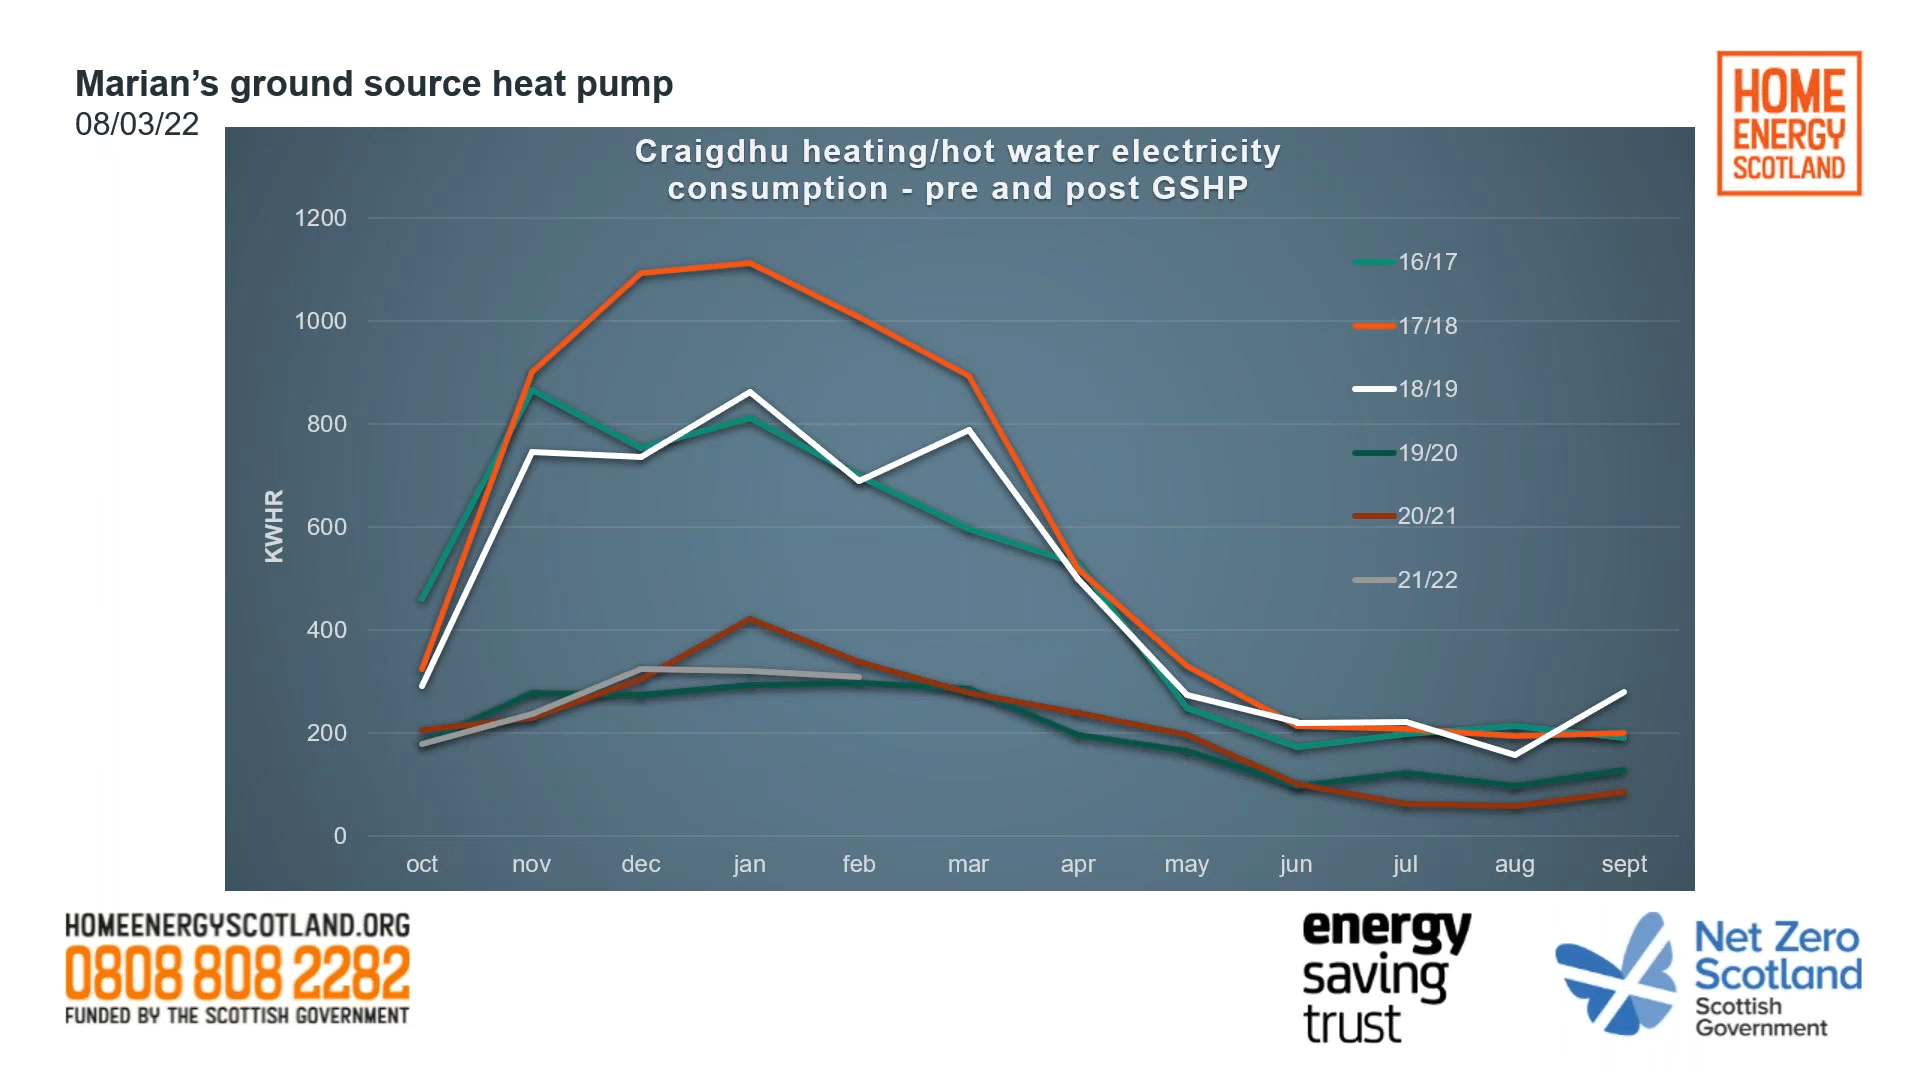 Marian’s ground source heat pump
08/03/22
HOME
ENERGY
SCOTLAND
Craigdhu heating/hot water electricity
consumption - pre and post GSHP
1200
1000
800
600
400
200
0
KWHR
16/17
17/18
18/19
19/20
20/21
21/22
oct nov dec jan feb mar apr may jun jul aug sept
HOMEENERGYSCOTLAND.ORG
0808 808 2282
FUNDED BY THE SCOTTISH GOVERNMENT
energy
saving
trust
Net Zero
Scotland
Scottish
Government